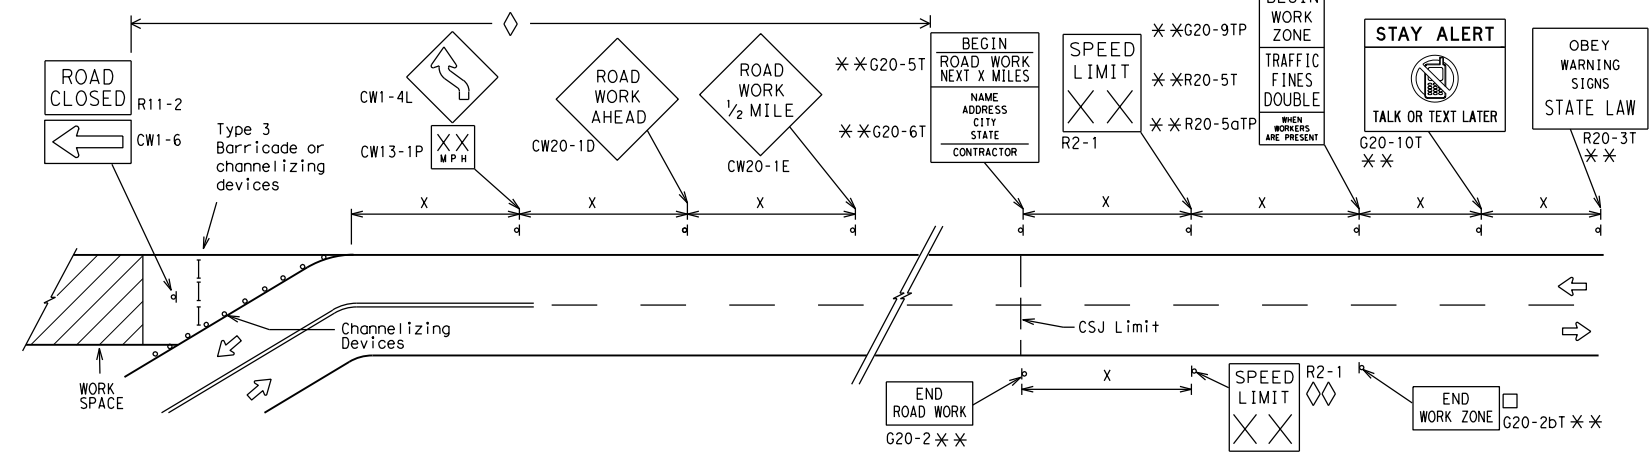 ROAD
CLOSED
R11-2
CW1-6
Type 3
Barricade or
channelizing
devices
CW1-4L
XX
MPH
CW13-1P
ROAD
WORK
AHEAD
CW20-1D
ROAD
WORK
1/2 MILE
CW20-1E
**G20-5T
BEGIN
ROAD WORK
NEXT X MILES
**G20-6T
NAME
ADDRESS
CITY
STATE
CONTRACTOR
SPEED
LIMIT
XX
R2-1
**G20-9TP
BEGIN
WORK
ZONE
**R20-5T
TRAFFIC
FINES
DOUBLE
**R20-5aTP
WHEN
WORKERS
ARE PRESENT
STAY ALERT
TALK OR TEXT LATER
G20-10T
**
OBEY
WARNING
SIGNS
STATE LAW
R20-3T
**
X
X
X
X
X
X
X
Channelizing
Devices
CSJ Limit
WORK
SPACE
X
END
ROAD WORK
G20-2**
SPEED
LIMIT
XX
R2-1
END
WORK ZONE
G20-2bT**